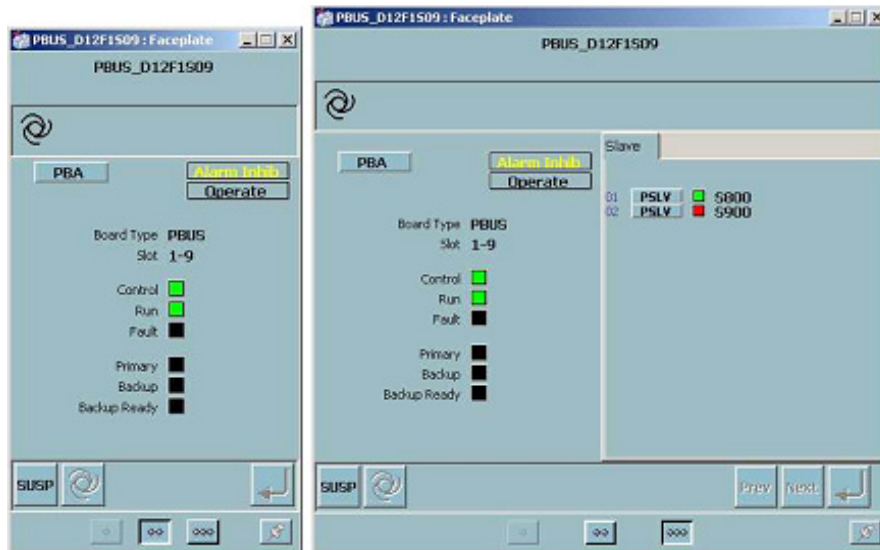 PBUS_D12F1S09 : Faceplate
PBUS_D12F1S09
PBA
Alarm Inhib
Operate
Board Type PBUS
Slot 1-9
Control
Run
Fault
Primary
Backup
Backup Ready
SUSP
PBUS_D12F1S09 : Faceplate
PBUS_D12F1S09
PBA
Alarm Inhib
Operate
Board Type PBUS
Slot 1-9
Control
Run
Fault
Primary
Backup
Backup Ready
Slave
01 PSLV S800
02 PSLV S900
SUSP
Prev Next